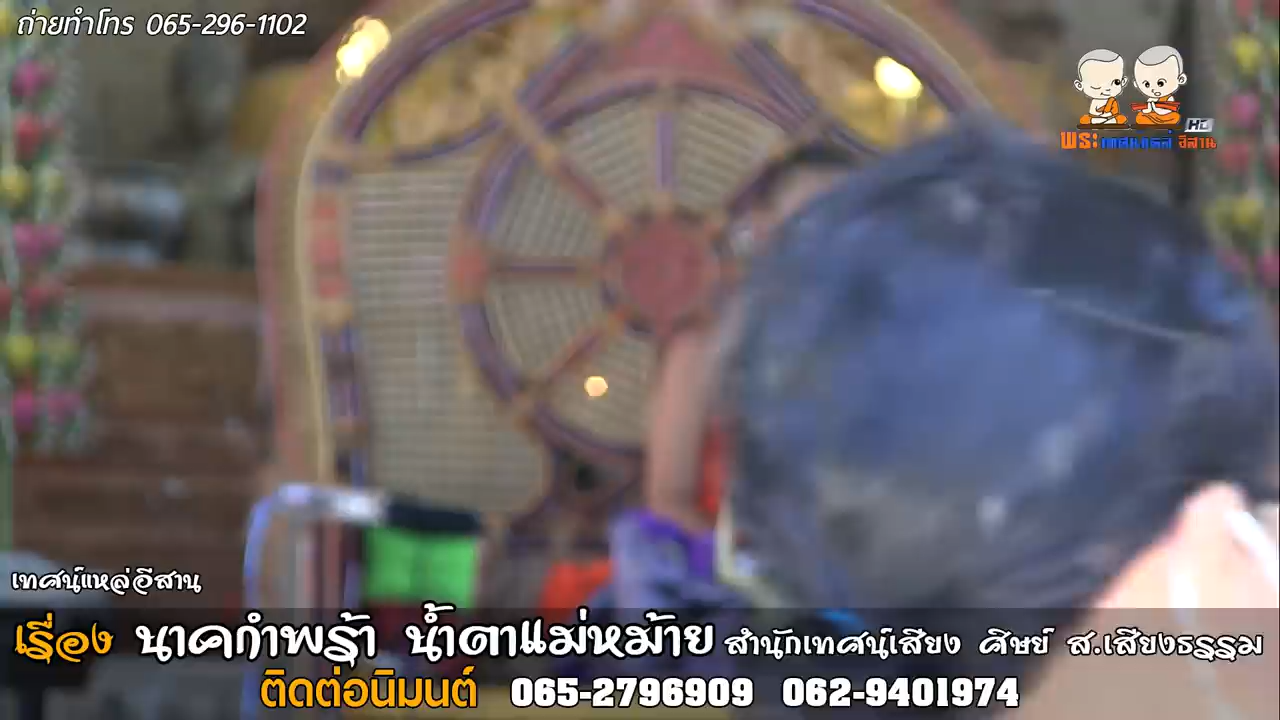 ถ่ายทำโทร 065-296-1102
HD
พระเทศนแหล่ อีสาน
เทศน์แหล่อีสาน
เรื่อง นาคกำพร้า น้ำตาแม่หม้าย สำนักเทศน์เสียง ศิษย์ ส.เสียงธรรม
ติดต่อนิมนต์ 065-2796909 062-9401974